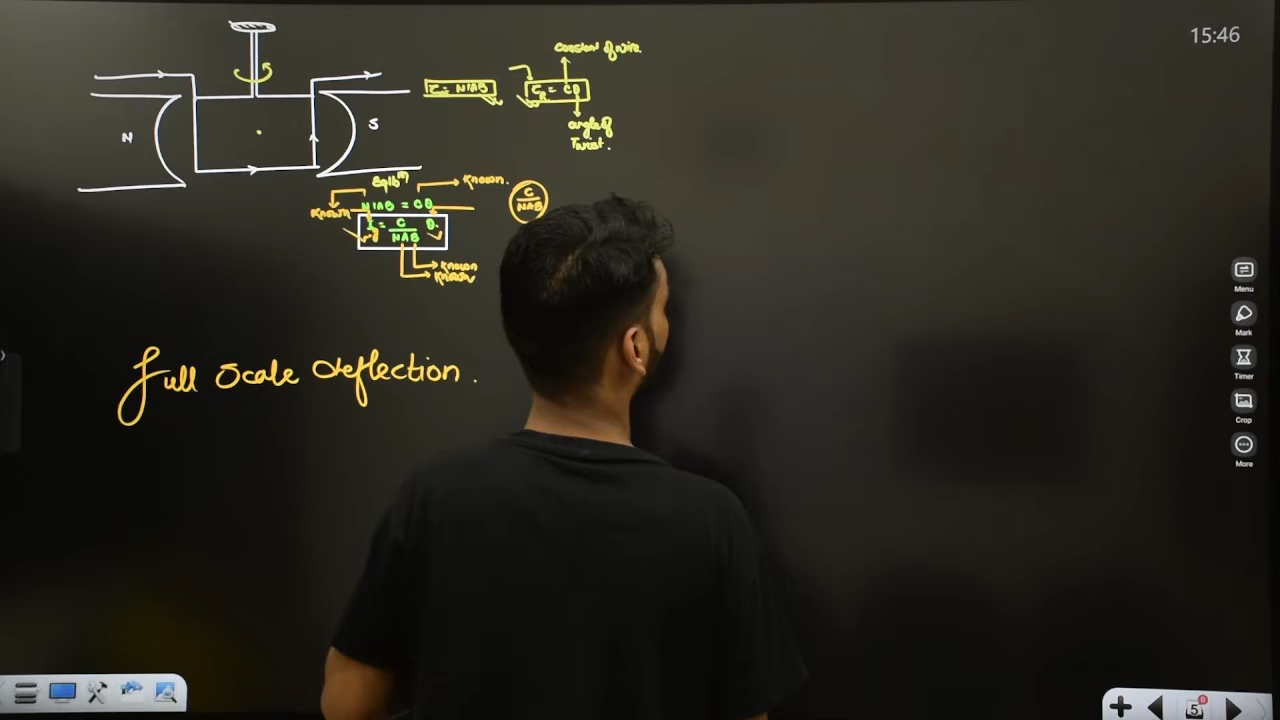 15:46
constant of wire.
τ = NIAB
τR = Cθ
angle of
Twist.
N
S
Eqlbᵐ
Known.
Known
NIAB = Cθ
C
NAB
I = C/NAB θ.
Known
Known
Full Scale deflection.
Menu
Mark
Timer
Crop
More
5